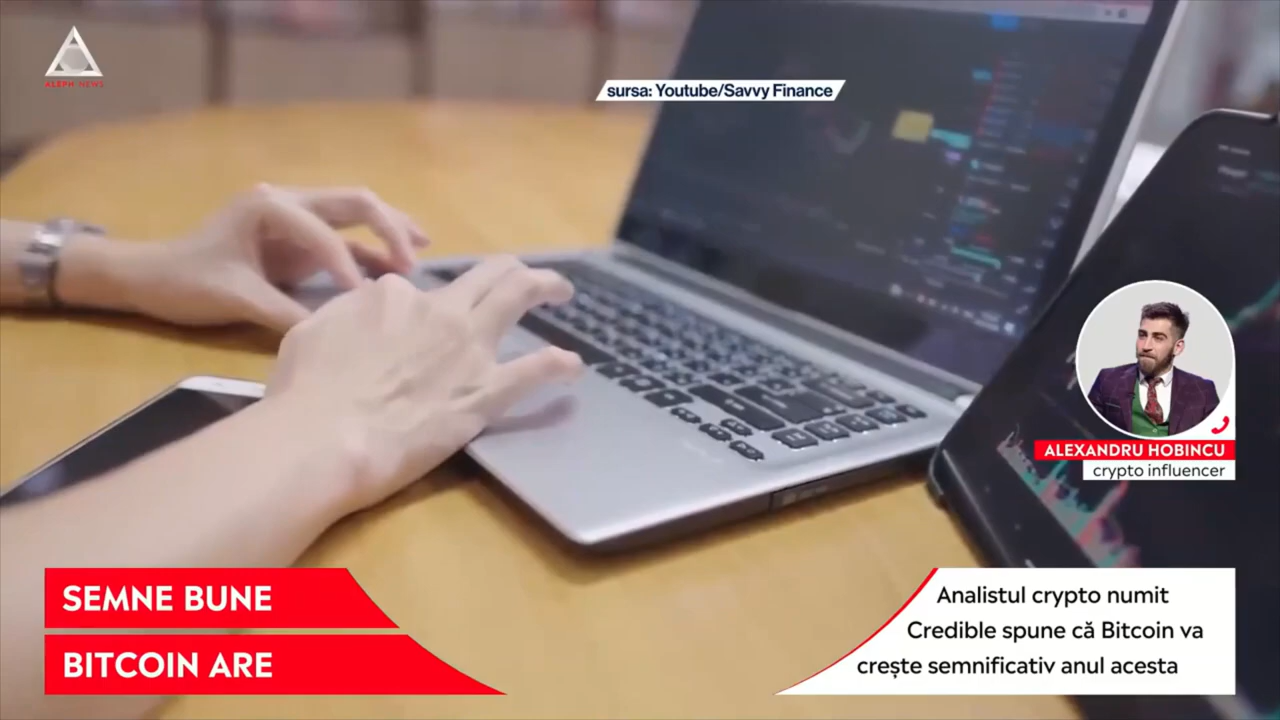 ALEPH NEWS
sursa: Youtube/Savvy Finance
ALEXANDRU HOBINCU
crypto influencer
SEMNE BUNE
BITCOIN ARE
Analistul crypto numit
Credible spune că Bitcoin va
crește semnificativ anul acesta